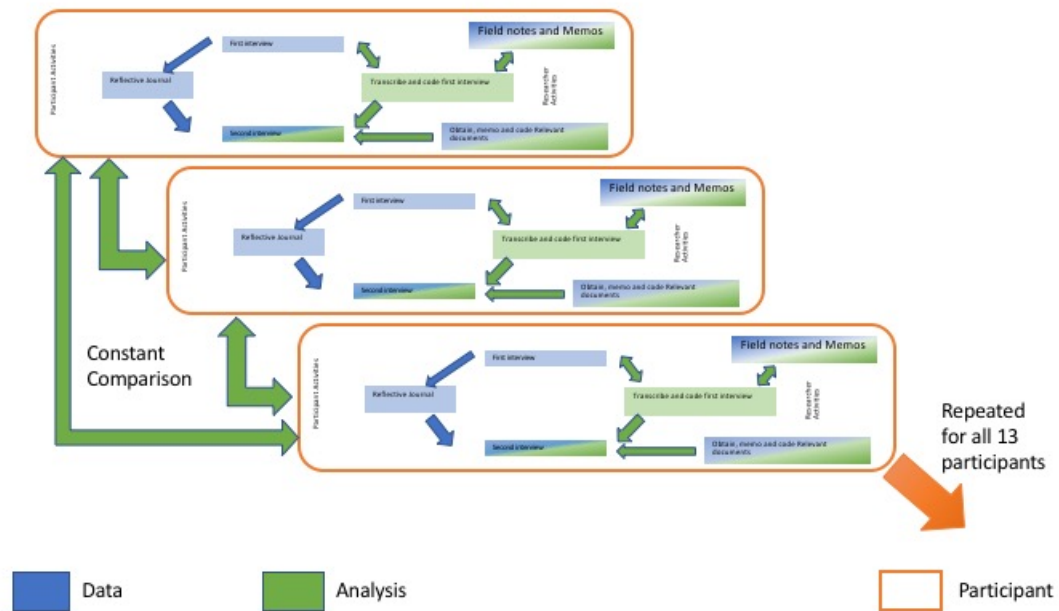 Participant Activities
First interview
Field notes and Memos
Reflective Journal
Transcribe and code first interview
Researcher
Activities
Second interview
Obtain, memo and code Relevant
documents
Participant Activities
First interview
Field notes and Memos
Reflective Journal
Transcribe and code first interview
Researcher
Activities
Second interview
Obtain, memo and code Relevant
documents
Constant
Comparison
Participant Activities
First interview
Field notes and Memos
Reflective Journal
Transcribe and code first interview
Researcher
Activities
Second interview
Obtain, memo and code Relevant
documents
Repeated
for all 13
participants
Data
Analysis
Participant